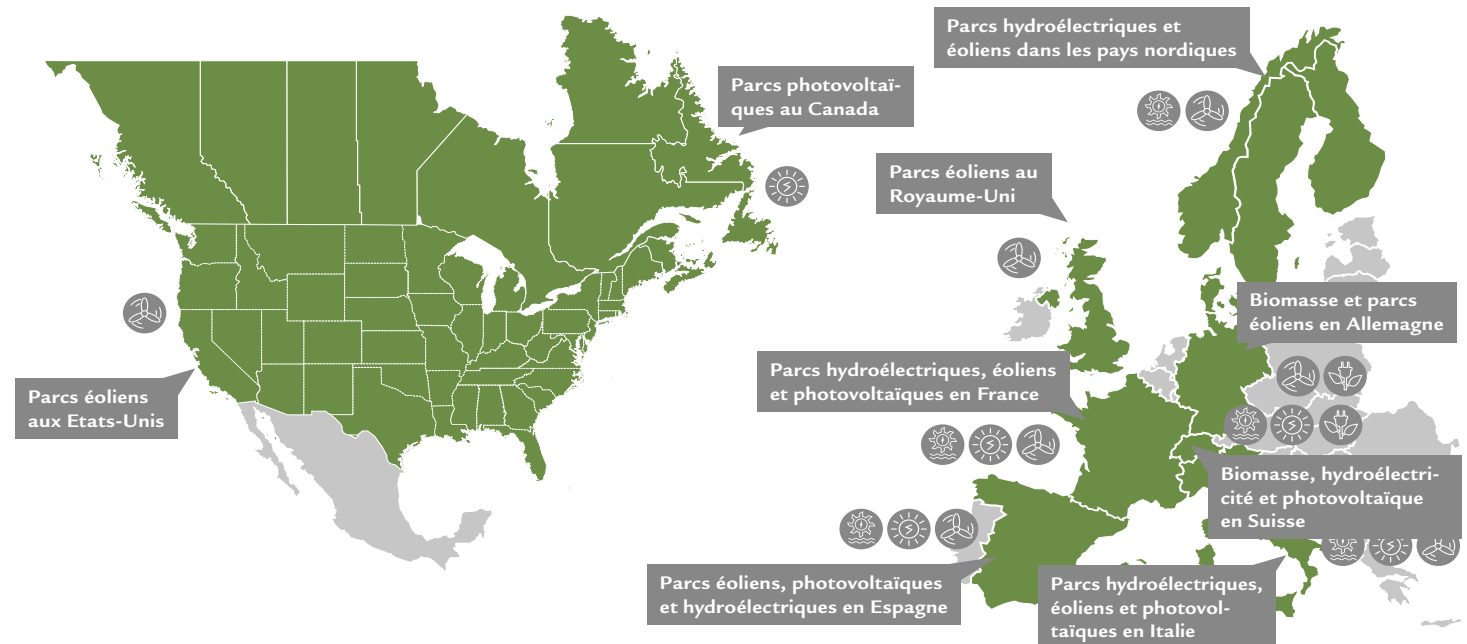 Parcs hydroélectriques et
éoliens dans les pays nordiques
Parcs photovoltaï-
ques au Canada
Parcs éoliens au
Royaume-Uni
Biomasse et parcs
éoliens en Allemagne
Parcs hydroélectriques, éoliens
et photovoltaïques en France
Parcs éoliens
aux Etats-Unis
Biomasse, hydroélectri-
cité et photovoltaïque
en Suisse
Parcs éoliens, photovoltaïques
et hydroélectriques en Espagne
Parcs hydroélectriques,
éoliens et photovol-
taïques en Italie